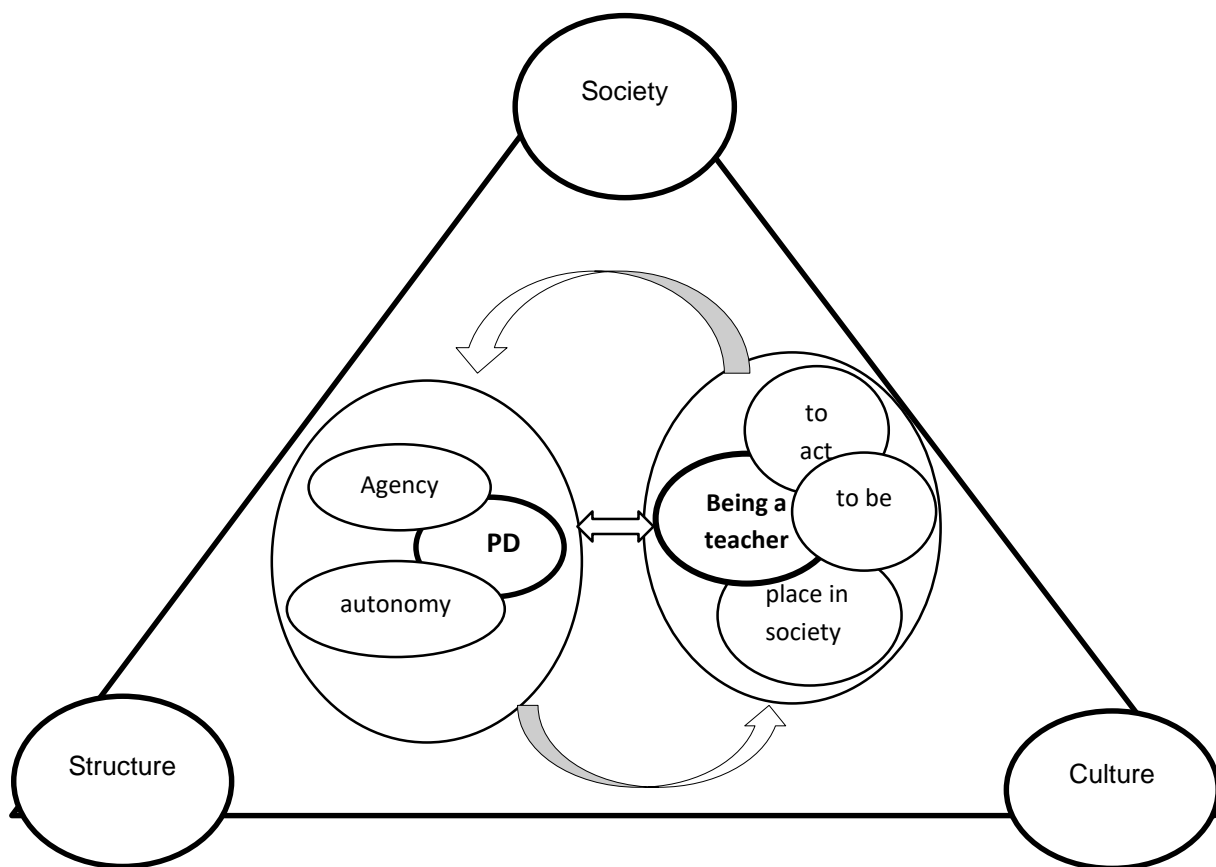 Society
to
act
Agency
to be
Being a
teacher
PD
autonomy
place in
society
Structure
Culture